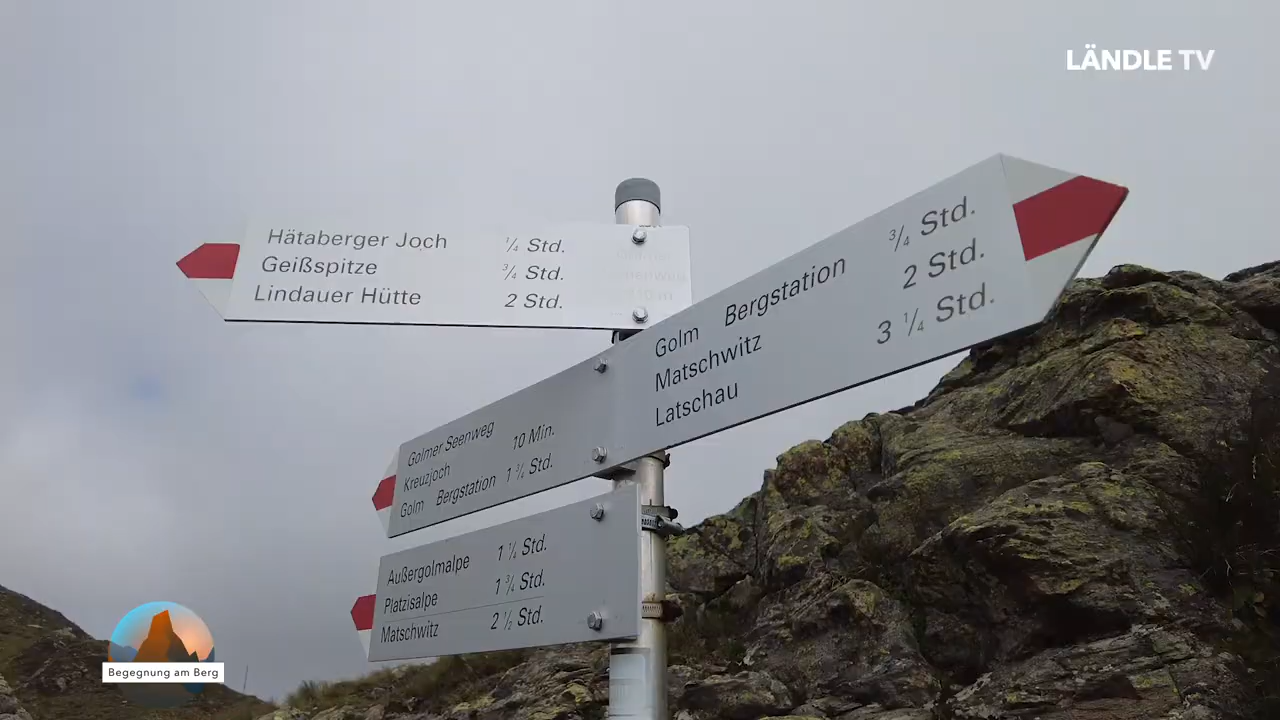 LÄNDLE TV
Hätaberger Joch ¼ Std.
Geißspitze ¾ Std.
Lindauer Hütte 2 Std.
Golm Bergstation ¾ Std.
Matschwitz 2 Std.
Latschau 3 ¼ Std.
Golmer Seenweg
Kreuzjoch 10 Min.
Golm Bergstation 1 ¾ Std.
Außergolmalpe 1 ¼ Std.
Platzisalpe 1 ¾ Std.
Matschwitz 2 ½ Std.
Begegnung am Berg